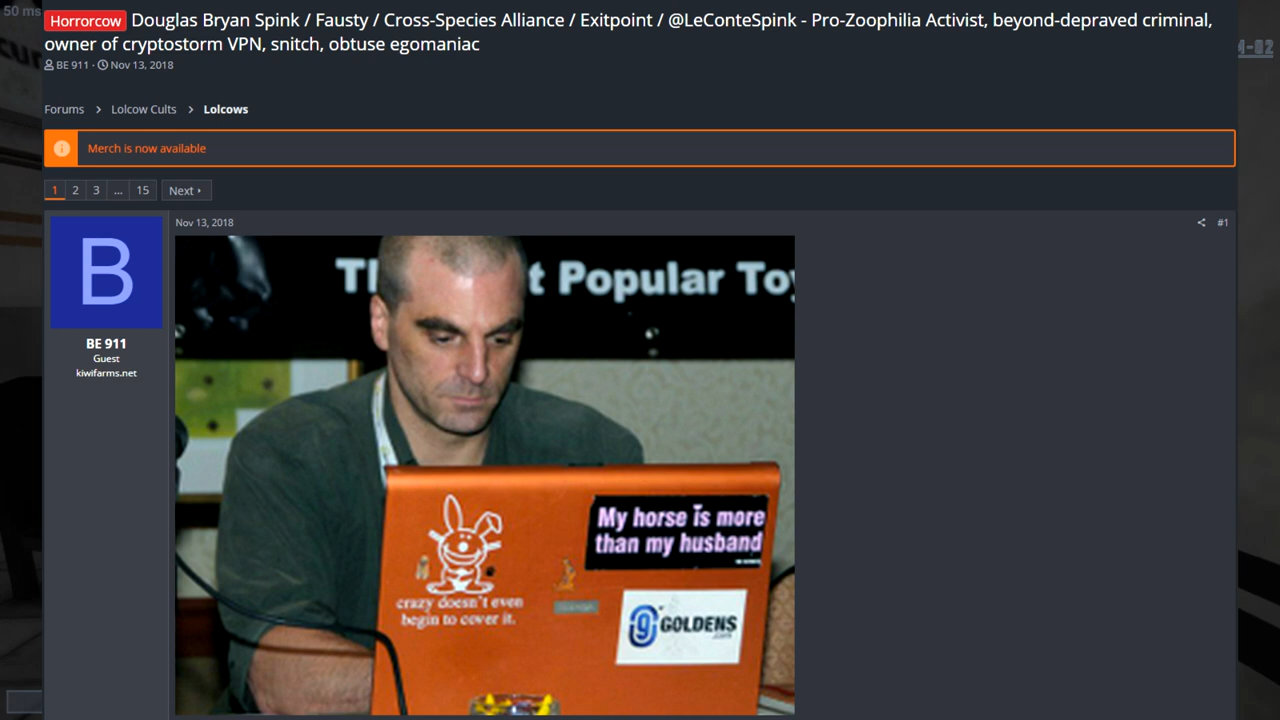 50 ms
Horrorcow Douglas Bryan Spink / Fausty / Cross-Species Alliance / Exitpoint / @LeConteSpink - Pro-Zoophilia Activist, beyond-depraved criminal,
owner of cryptostorm VPN, snitch, obtuse egomaniac
BE 911 · Nov 13, 2018
Forums > Lolcow Cults > Lolcows
Merch is now available
1 2 3 ... 15 Next
Nov 13, 2018 #1
B
BE 911
Guest
kiwifarms.net
t Popular Toy
My horse is more
than my husband
crazy doesn't even
begin to cover it.
g GOLDENS
.com